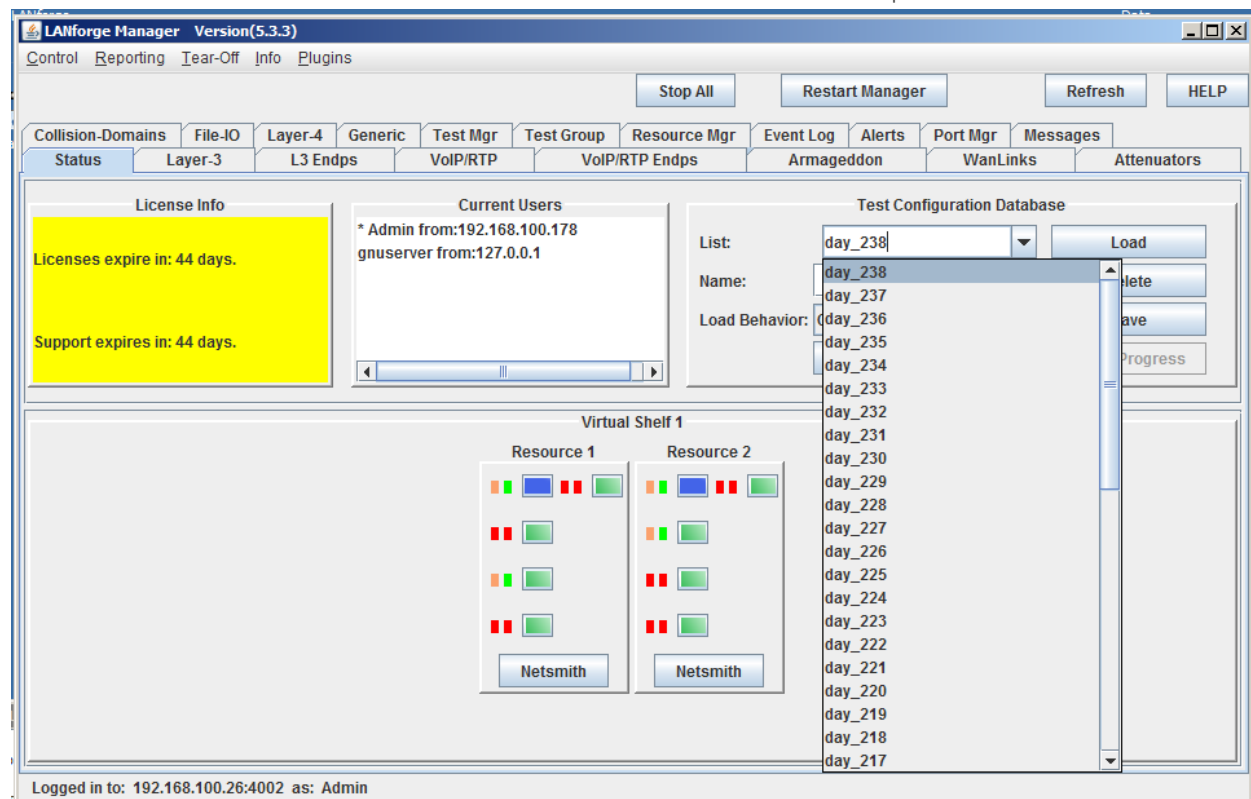 LANforge Manager Version(5.3.3)
Control Reporting Tear-Off Info Plugins
Stop All Restart Manager Refresh HELP
Collision-Domains File-IO Layer-4 Generic Test Mgr Test Group Resource Mgr Event Log Alerts Port Mgr Messages
Status Layer-3 L3 Endps VoIP/RTP VoIP/RTP Endps Armageddon WanLinks Attenuators
License Info
Licenses expire in: 44 days.
Support expires in: 44 days.
Current Users
* Admin from:192.168.100.178
gnuserver from:127.0.0.1
Test Configuration Database
List: day_238 Load
Name:
Load Behavior:
Progress
day_238
day_237
day_236
day_235
day_234
day_233
day_232
day_231
day_230
day_229
day_228
day_227
day_226
day_225
day_224
day_223
day_222
day_221
day_220
day_219
day_218
day_217
Virtual Shelf 1
Resource 1 Resource 2
Netsmith Netsmith
Logged in to: 192.168.100.26:4002 as: Admin